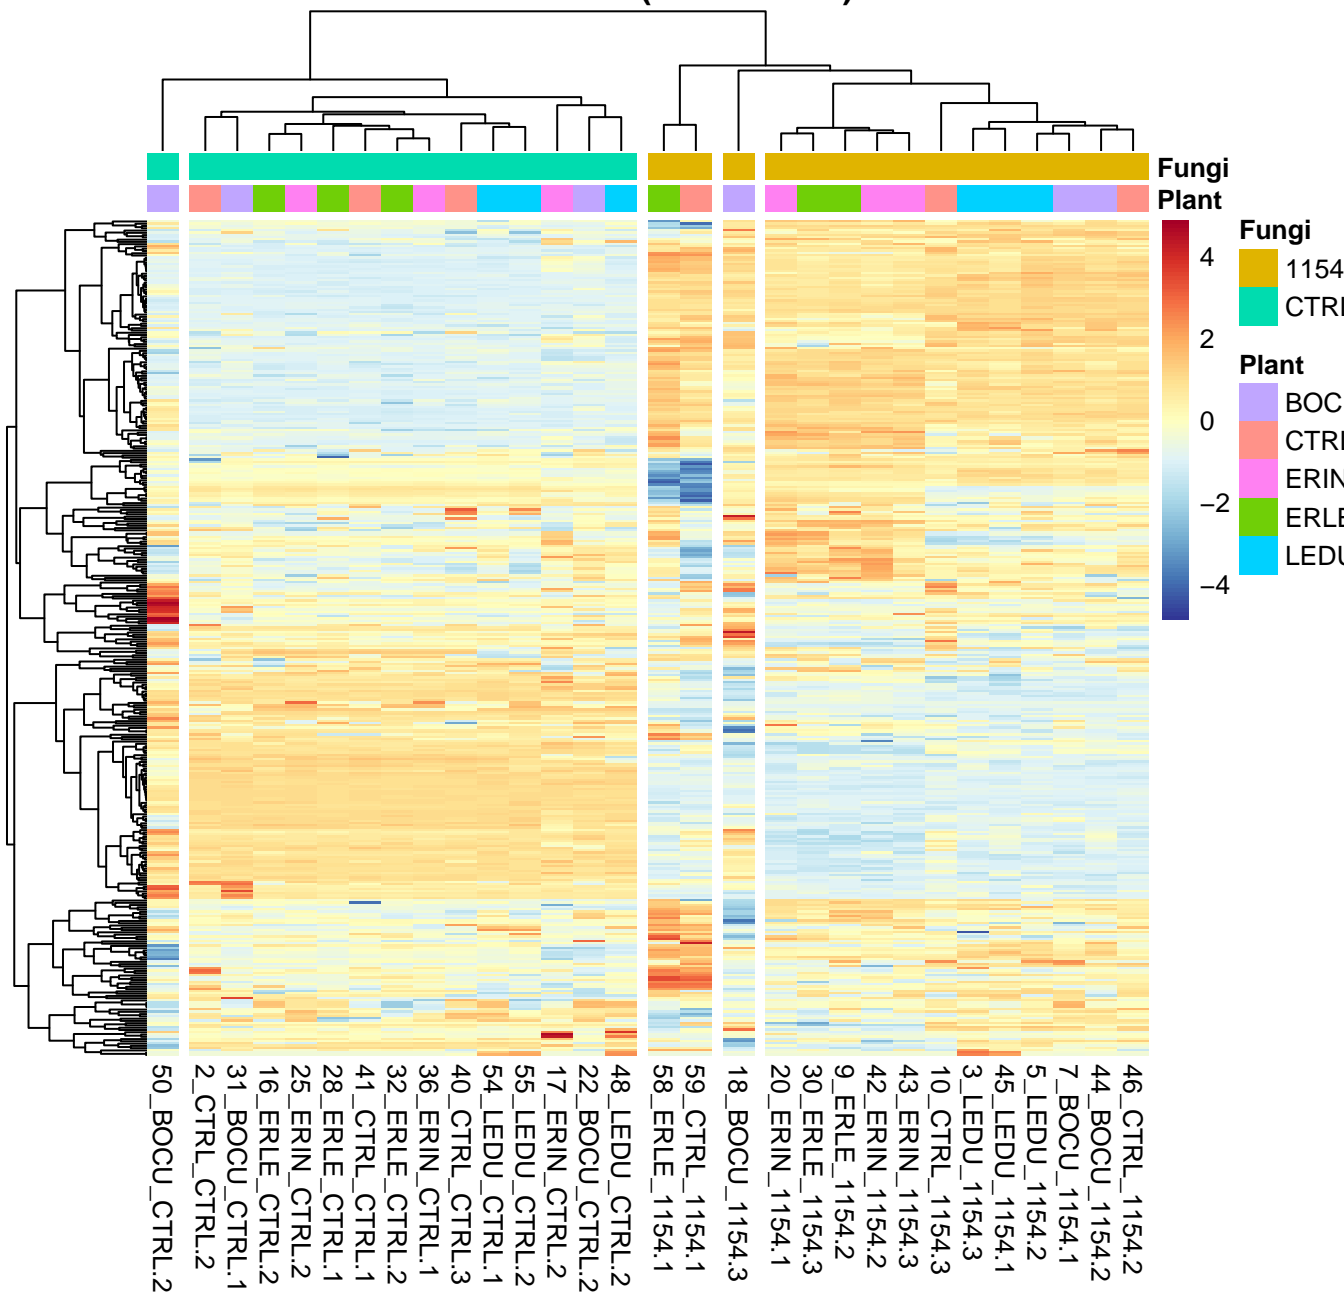 Fungi
Plant
4
2
0
−2
−4
Fungi
1154
CTRL
Plant
BOC
CTRL
ERIN
ERLE
LEDU
50_BOCU_CTRL.2
2_CTRL_CTRL.2
31_BOCU_CTRL.1
16_ERLE_CTRL.2
25_ERIN_CTRL.2
28_ERLE_CTRL.1
41_CTRL_CTRL.1
32_ERLE_CTRL.2
36_ERIN_CTRL.1
40_CTRL_CTRL.3
54_LEDU_CTRL.1
55_LEDU_CTRL.2
17_ERIN_CTRL.2
22_BOCU_CTRL.2
48_LEDU_CTRL.2
58_ERLE_1154.1
59_CTRL_1154.1
18_BOCU_1154.3
20_ERIN_1154.1
30_ERLE_1154.3
9_ERLE_1154.2
42_ERIN_1154.2
43_ERIN_1154.3
10_CTRL_1154.3
3_LEDU_1154.3
45_LEDU_1154.1
5_LEDU_1154.2
7_BOCU_1154.1
44_BOCU_1154.2
46_CTRL_1154.2